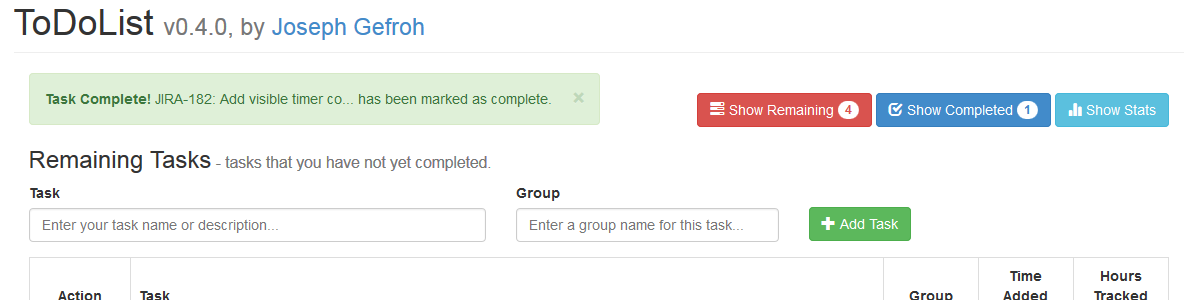 ToDoList v0.4.0, by Joseph Gefroh
Task Complete! JIRA-182: Add visible timer co... has been marked as complete. ×
Show Remaining 4 Show Completed 1 Show Stats
Remaining Tasks - tasks that you have not yet completed.
Task Group
Enter your task name or description... Enter a group name for this task... Add Task
Action Task Group Time Added Hours Tracked